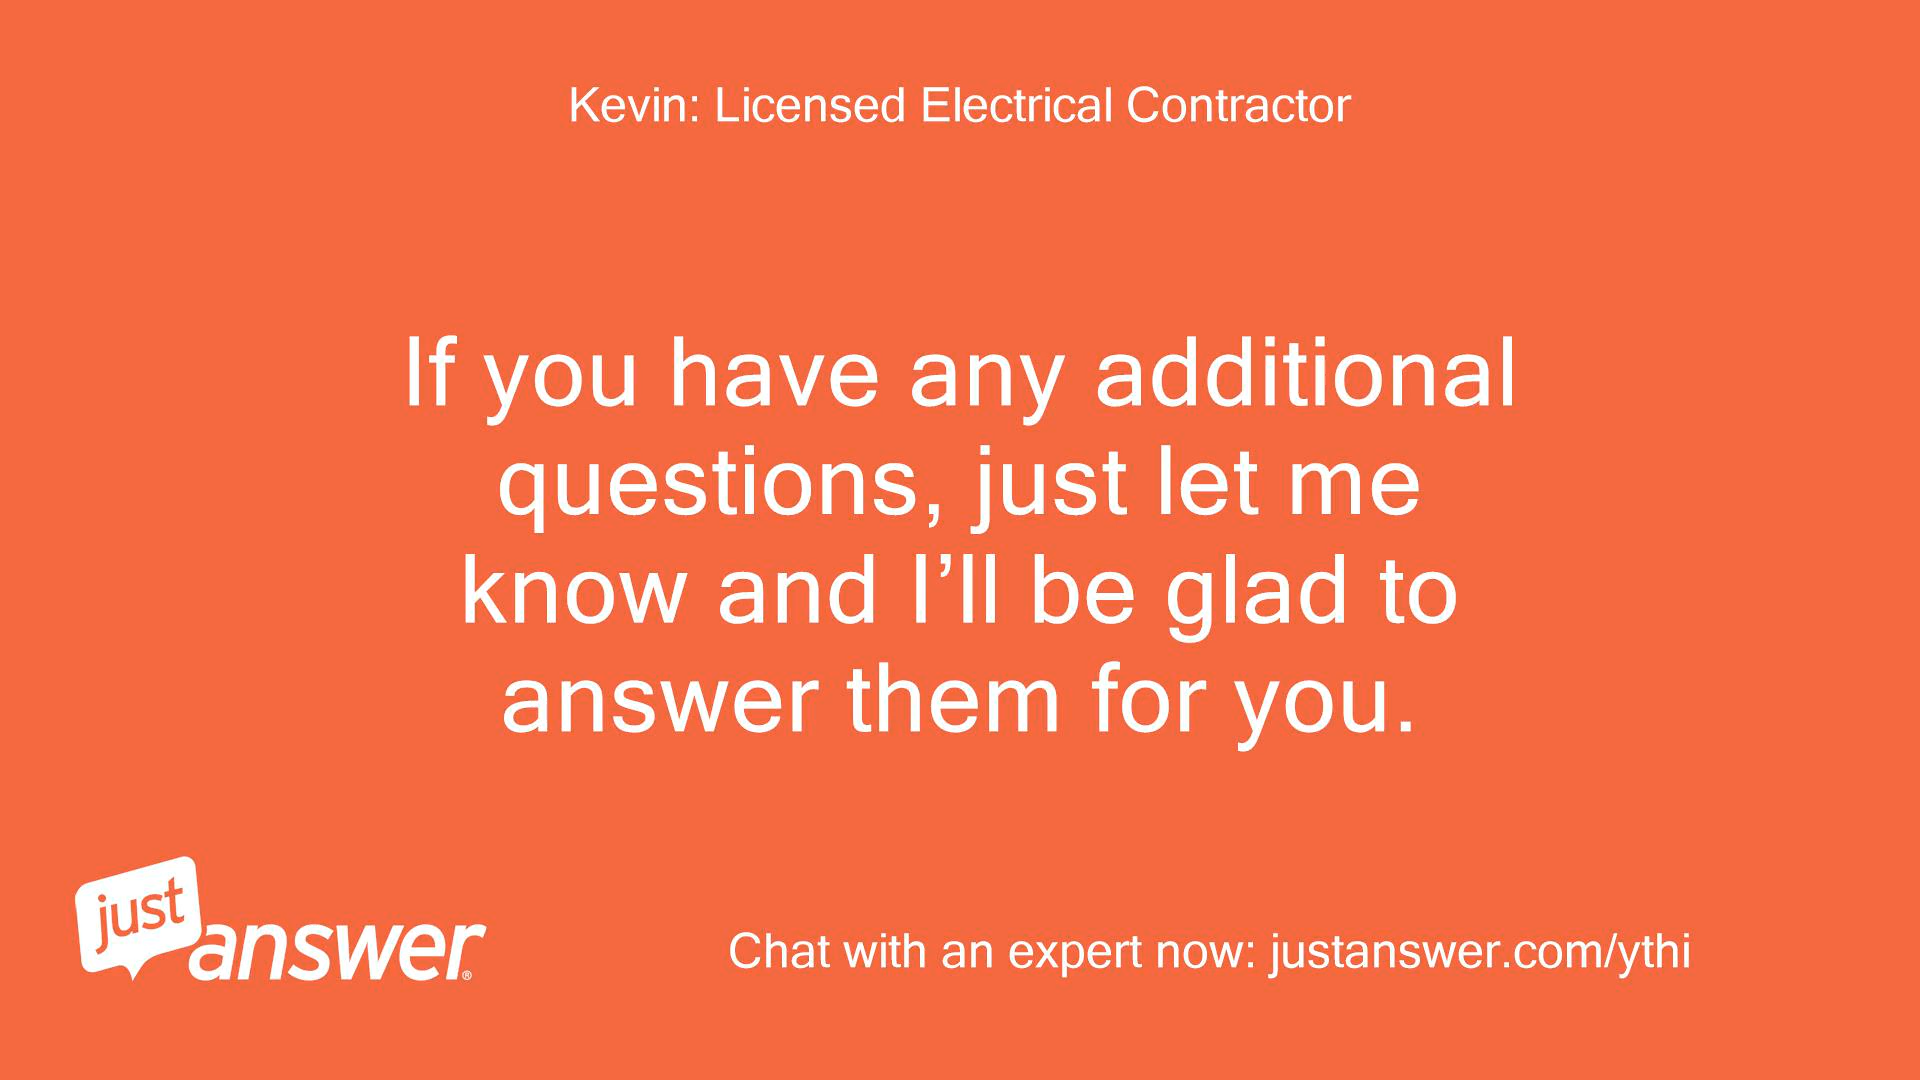 Kevin: Licensed Electrical Contractor
If you have any additional
questions, just let me
know and I’ll be glad to
answer them for you.
just
answer®
Chat with an expert now: justanswer.com/ythi